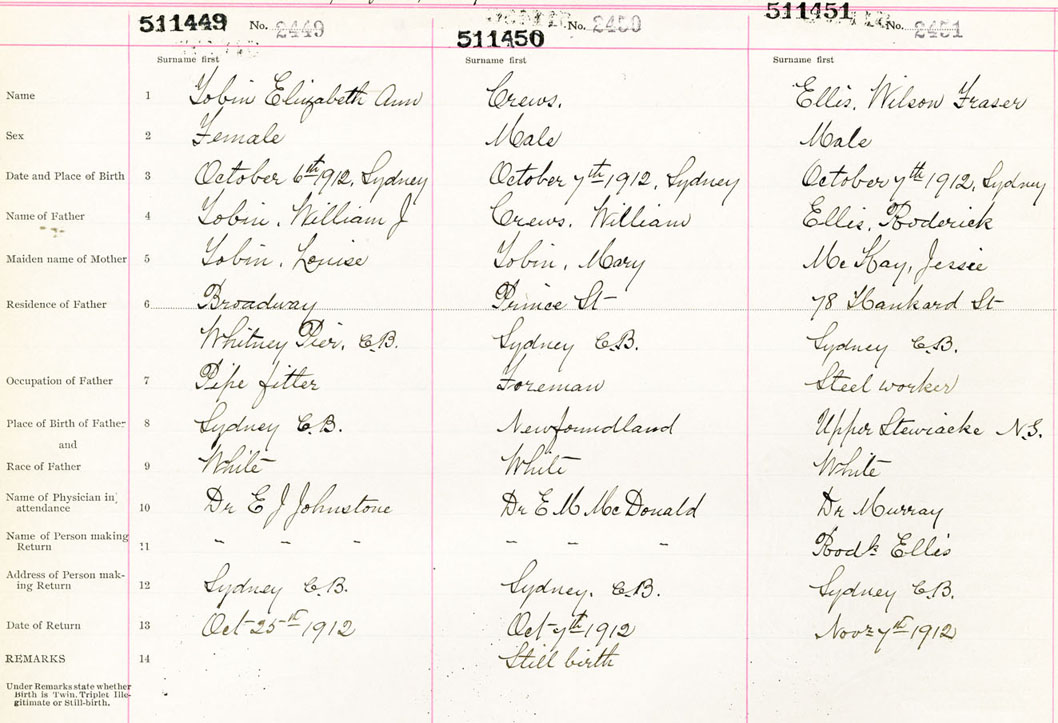 511449 No. 2449
511450 No. 2450
511451 No. 2451
Surname first Surname first Surname first
Name 1 Tobin Elizabeth Ann Crews. Ellis, Wilson Fraser
Sex 2 Female Male Male
Date and Place of Birth 3 October 6th 1912, Sydney October 7th 1912, Sydney October 7th 1912, Sydney
Name of Father 4 Tobin, William J Crews, William Ellis, Roderick
Maiden name of Mother 5 Tobin, Louise Tobin, Mary McKay, Jessie
Residence of Father 6 Broadway Prince St 78 Hankard St
Whitney Pier, C.B. Sydney C.B. Sydney C.B.
Occupation of Father 7 Pipe fitter Foreman Steel worker
Place of Birth of Father 8 Sydney C.B. Newfoundland Upper Stewiacke N.S.
and
Race of Father 9 White White White
Name of Physician in attendance 10 Dr E J Johnstone Dr E M McDonald Dr Murray
Name of Person making Return 11 - - - - - - Rodk Ellis
Address of Person mak-
ing Return 12 Sydney C.B. Sydney, C.B. Sydney C.B.
Date of Return 13 Oct 25th 1912 Oct 7th 1912 Novr 7th 1912
REMARKS 14 Still birth
Under Remarks state whether
Birth is Twin, Triplet Ille-
gitimate or Still-birth.